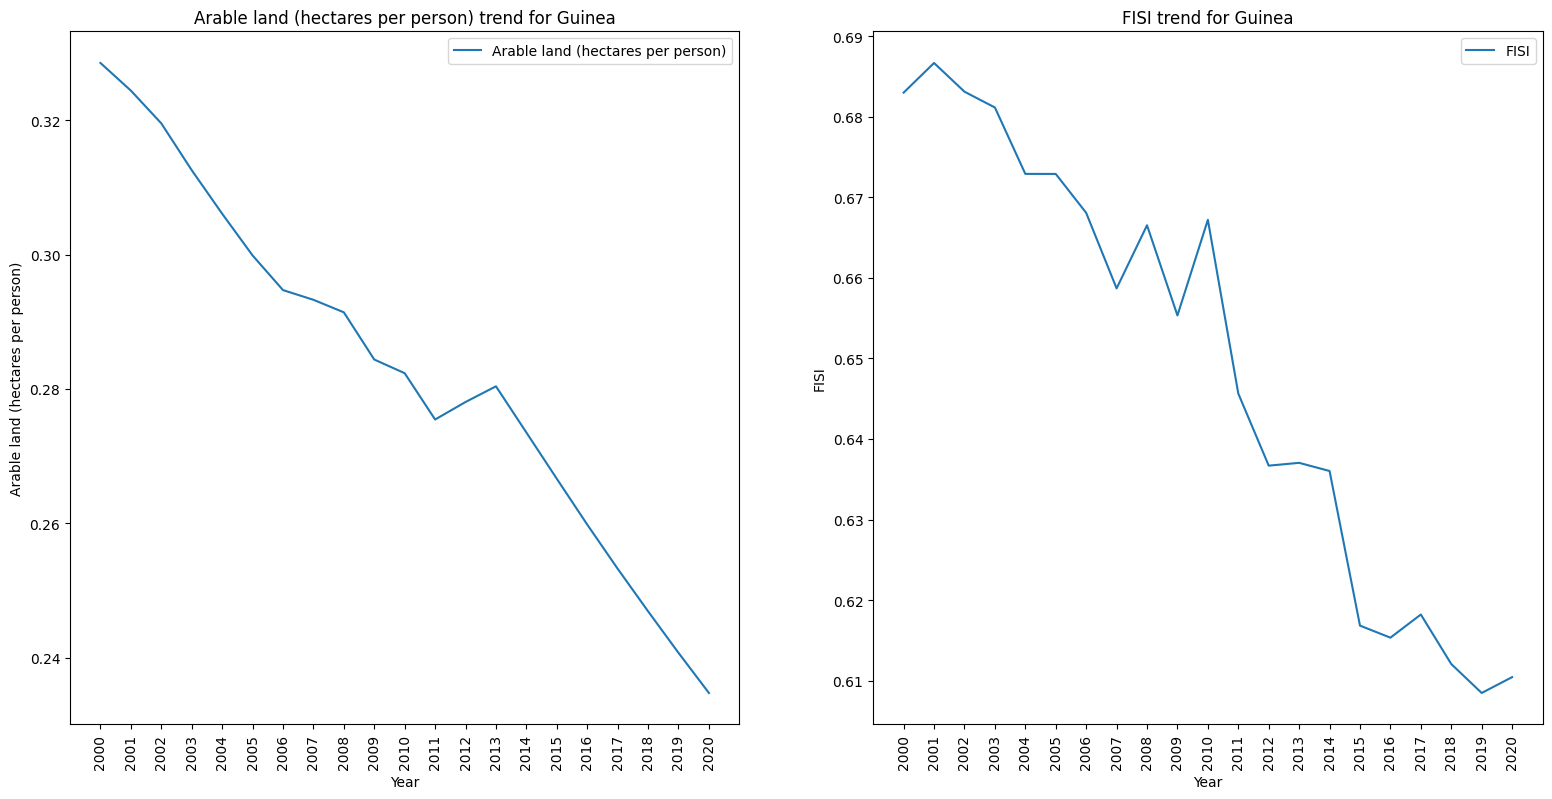 Arable land (hectares per person) trend for Guinea
Arable land (hectares per person)
Arable land (hectares per person)
0.32
0.30
0.28
0.26
0.24
2000 2001 2002 2003 2004 2005 2006 2007 2008 2009 2010 2011 2012 2013 2014 2015 2016 2017 2018 2019 2020
Year
FISI trend for Guinea
FISI
FISI
0.69
0.68
0.67
0.66
0.65
0.64
0.63
0.62
0.61
2000 2001 2002 2003 2004 2005 2006 2007 2008 2009 2010 2011 2012 2013 2014 2015 2016 2017 2018 2019 2020
Year